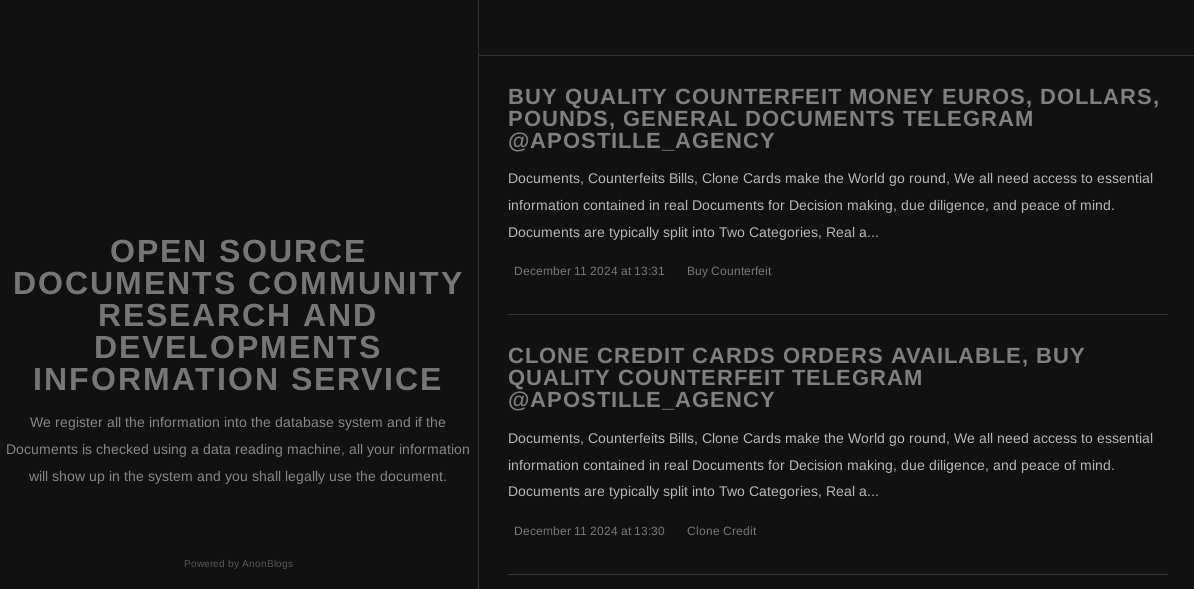 OPEN SOURCE
DOCUMENTS COMMUNITY
RESEARCH AND
DEVELOPMENTS
INFORMATION SERVICE
We register all the information into the database system and if the
Documents is checked using a data reading machine, all your information
will show up in the system and you shall legally use the document.
Powered by AnonBlogs
BUY QUALITY COUNTERFEIT MONEY EUROS, DOLLARS,
POUNDS, GENERAL DOCUMENTS TELEGRAM
@APOSTILLE_AGENCY
Documents, Counterfeits Bills, Clone Cards make the World go round, We all need access to essential
information contained in real Documents for Decision making, due diligence, and peace of mind.
Documents are typically split into Two Categories, Real a...
December 11 2024 at 13:31 Buy Counterfeit
CLONE CREDIT CARDS ORDERS AVAILABLE, BUY
QUALITY COUNTERFEIT TELEGRAM
@APOSTILLE_AGENCY
Documents, Counterfeits Bills, Clone Cards make the World go round, We all need access to essential
information contained in real Documents for Decision making, due diligence, and peace of mind.
Documents are typically split into Two Categories, Real a...
December 11 2024 at 13:30 Clone Credit